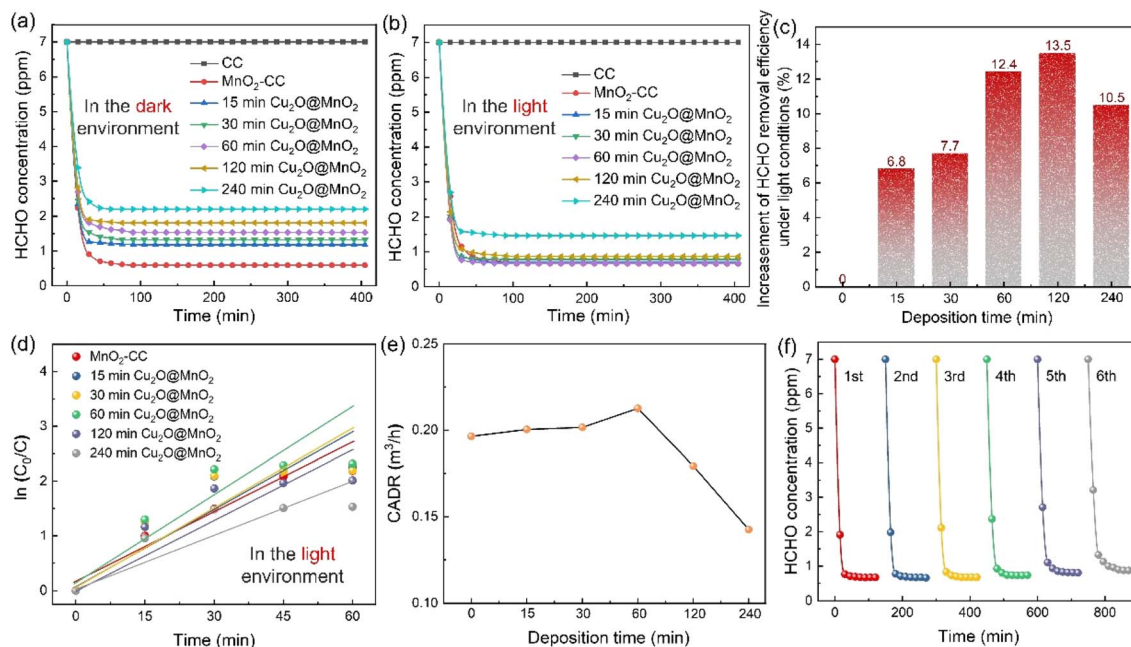 (a)
HCHO concentration (ppm)
7
6
5
4
3
2
1
0
CC
MnO₂-CC
15 min Cu₂O@MnO₂
30 min Cu₂O@MnO₂
60 min Cu₂O@MnO₂
120 min Cu₂O@MnO₂
240 min Cu₂O@MnO₂
In the dark
environment
0 100 200 300 400
Time (min)
(b)
HCHO concentration (ppm)
7
6
5
4
3
2
1
0
CC
MnO₂-CC
15 min Cu₂O@MnO₂
30 min Cu₂O@MnO₂
60 min Cu₂O@MnO₂
120 min Cu₂O@MnO₂
240 min Cu₂O@MnO₂
In the light
environment
0 100 200 300 400
Time (min)
(c)
Increasement of HCHO removal efficiency
under light conditions (%)
14
12
10
8
6
4
2
0
0 6.8 7.7 12.4 13.5 10.5
0 15 30 60 120 240
Deposition time (min)
(d)
ln (C₀/C)
4
3
2
1
0
MnO₂-CC
15 min Cu₂O@MnO₂
30 min Cu₂O@MnO₂
60 min Cu₂O@MnO₂
120 min Cu₂O@MnO₂
240 min Cu₂O@MnO₂
In the light
environment
0 15 30 45 60
Time (min)
(e)
CADR (m³/h)
0.25
0.20
0.15
0.10
0 15 30 60 120 240
Deposition time (min)
(f)
HCHO concentration (ppm)
7
6
5
4
3
2
1
0
1st 2nd 3rd 4th 5th 6th
0 200 400 600 800
Time (min)